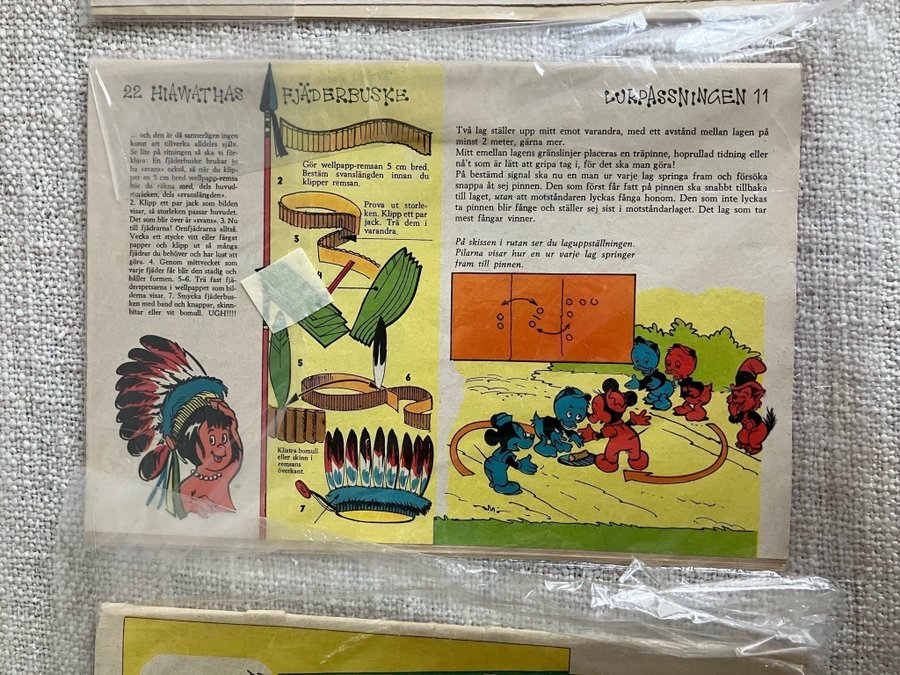 22 HIAWATHAS FJÄDERBUSKE
... och den är då sannerligen ingen
konst att tillverka alldeles själv.
Se lite på ritningen så ska vi för-
klara: En fjäderbuske brukar ju
ha »svans» också, så när du klip-
per en 5 cm bred wellpapp-remsa
bör du räkna med, dels huvud-
storleken, dels »svanslängden»
2. Klipp ett par jack som bilden
visar, så storleken passar huvudet.
Det som blir över är »svans». 3. Nu
till fjädrarna! Örnfjädrarna alltså.
Vecka ett stycke vitt eller färgat
papper och klipp ut så många
fjädrar du behöver och har lust att
göra. 4. Genom mittvecket som
varje fjäder får blir den stadig och
håller formen. 5–6. Trä fast fjä-
derspetsarna i wellpappet som bil-
derna visar. 7. Smycka fjäderbus-
ken med band och knappar, skinn-
bitar eller vit bomull. UGH!!!!
2
Gör wellpapp-remsan 5 cm bred.
Bestäm svanslängden innan du
klipper remsan.
3
Prova ut storle-
ken. Klipp ett par
jack. Trä dem i
varandra.
4
5
6
Klistra bomull
eller skinn i
remsans
överkant.
7
LURPASSNINGEN 11
Två lag ställer upp mitt emot varandra, med ett avstånd mellan lagen på
minst 2 meter, gärna mer.
Mitt emellan lagens gränslinjer placeras en träpinne, hoprullad tidning eller
nå't som är lätt att gripa tag i, för det ska man göra!
På bestämd signal ska nu en man ur varje lag springa fram och försöka
snappa åt sej pinnen. Den som först får fatt på pinnen ska snabbt tillbaka
till laget, utan att motståndaren lyckas fånga honom. Den som inte lyckas
ta pinnen blir fånge och ställer sej sist i motståndarlaget. Det lag som tar
mest fångar vinner.
På skissen i rutan ser du laguppställningen.
Pilarna visar hur en ur varje lag springer
fram till pinnen.